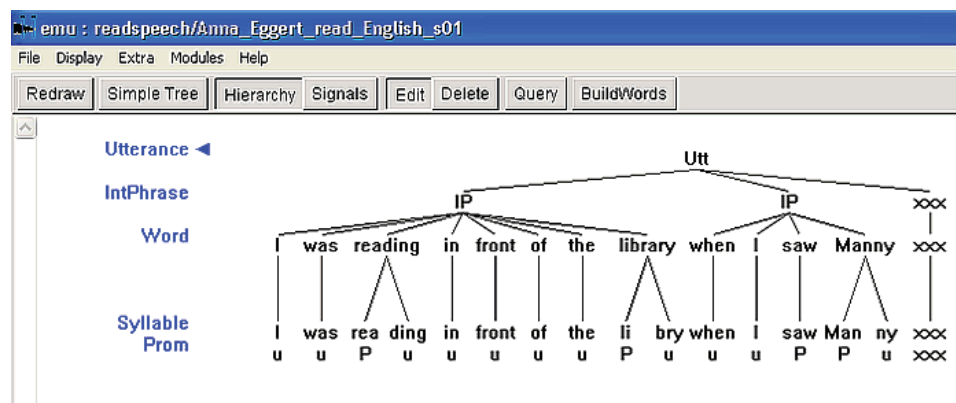 emu : readspeech/Anna_Eggert_read_English_s01
File Display Extra Modules Help
Redraw Simple Tree Hierarchy Signals Edit Delete Query BuildWords
Utterance ◄ Utt
IntPhrase IP IP xxx
Word I was reading in front of the library when I saw Manny xxx
Syllable I was rea ding in front of the li bry when I saw Man ny xxx
Prom u u P u u u u u P u u u P P u xxx